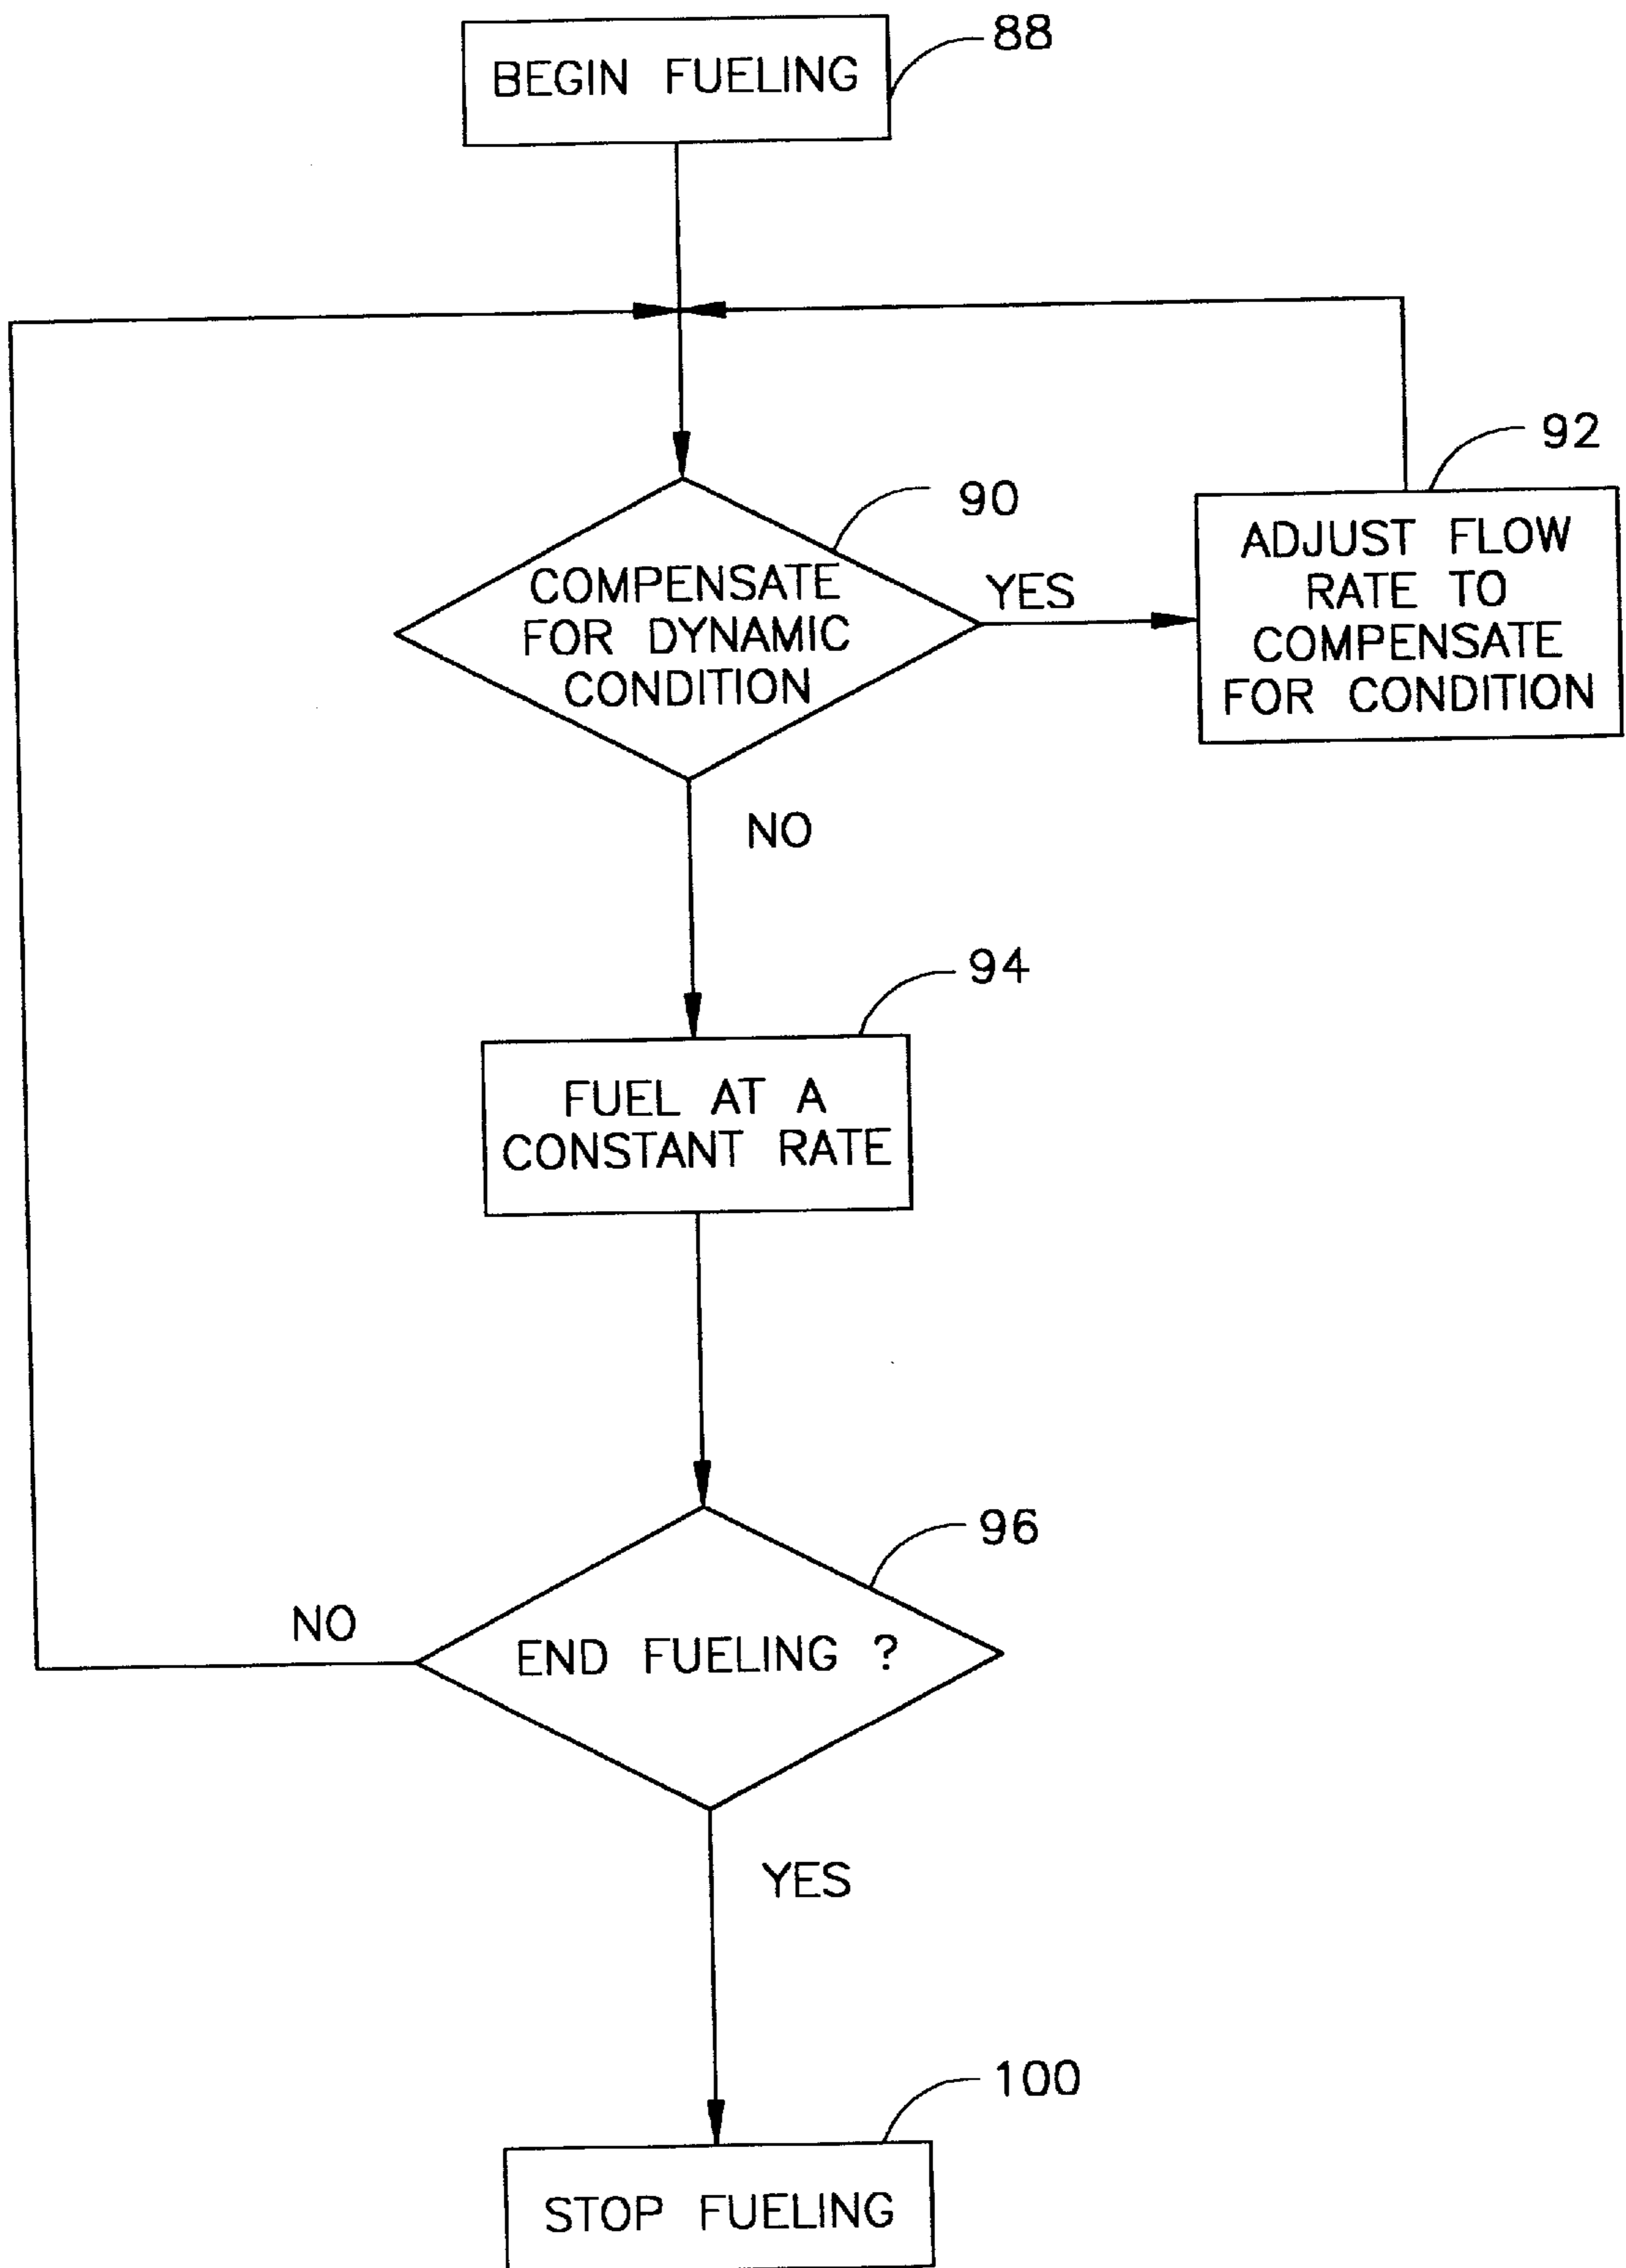 BEGIN FUELING
88
90
COMPENSATE
FOR DYNAMIC
CONDITION
YES
92
ADJUST FLOW
RATE TO
COMPENSATE
FOR CONDITION
NO
94
FUEL AT A
CONSTANT RATE
96
END FUELING ?
NO
YES
100
STOP FUELING